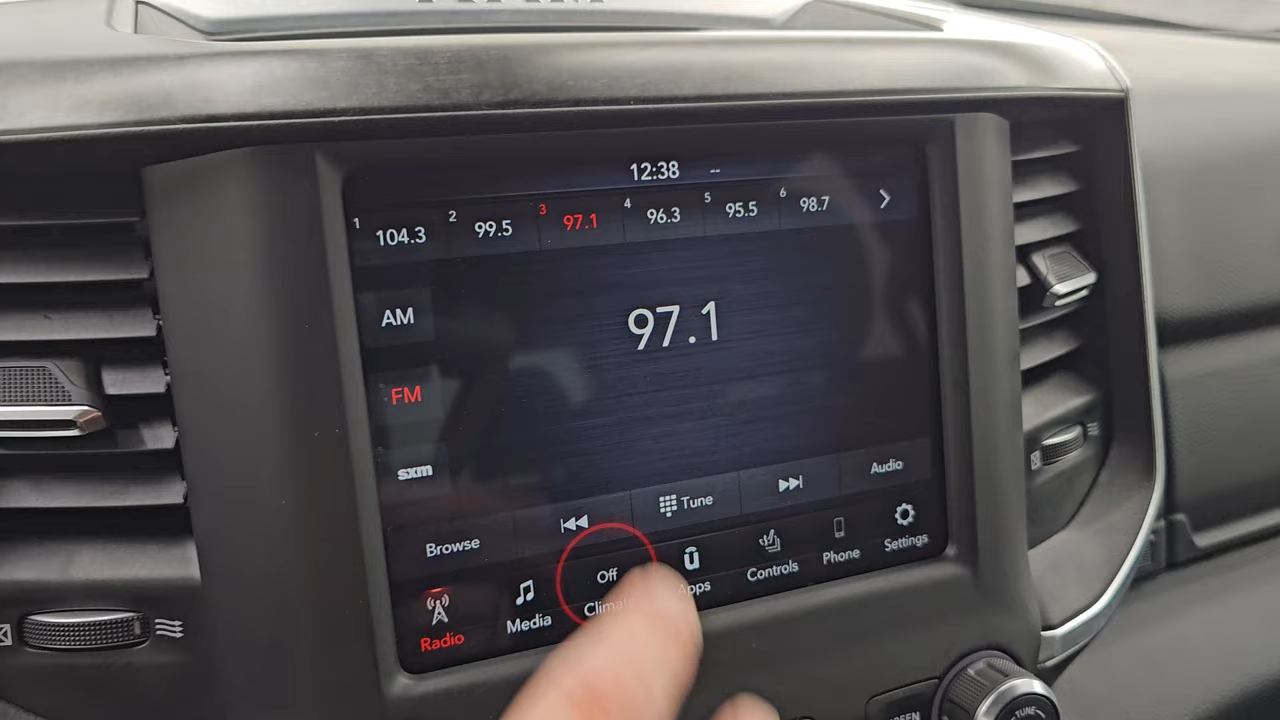 12:38 --
1 104.3
2 99.5
3 97.1
4 96.3
5 95.5
6 98.7
AM
97.1
FM
sxm
Browse
Tune
Audio
Radio
Media
Off
Apps
Controls
Phone
Settings
TUNE